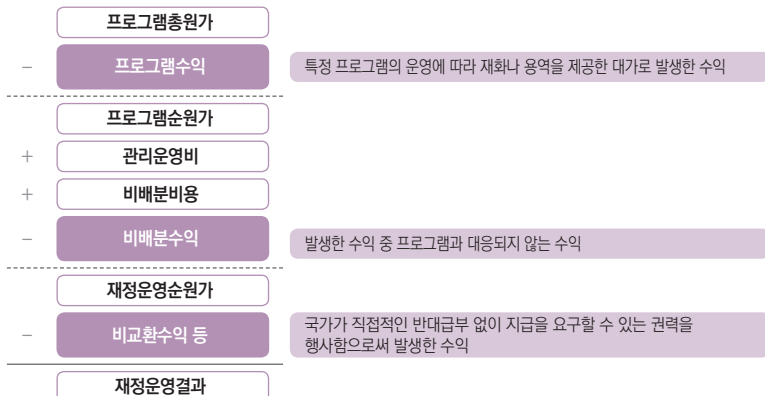 프로그램총원가
− 프로그램수익 특정 프로그램의 운영에 따라 재화나 용역을 제공한 대가로 발생한 수익
프로그램순원가
+ 관리운영비
+ 비배분비용
− 비배분수익 발생한 수익 중 프로그램과 대응되지 않는 수익
재정운영순원가
− 비교환수익 등 국가가 직접적인 반대급부 없이 지급을 요구할 수 있는 권력을
행사함으로써 발생한 수익
재정운영결과